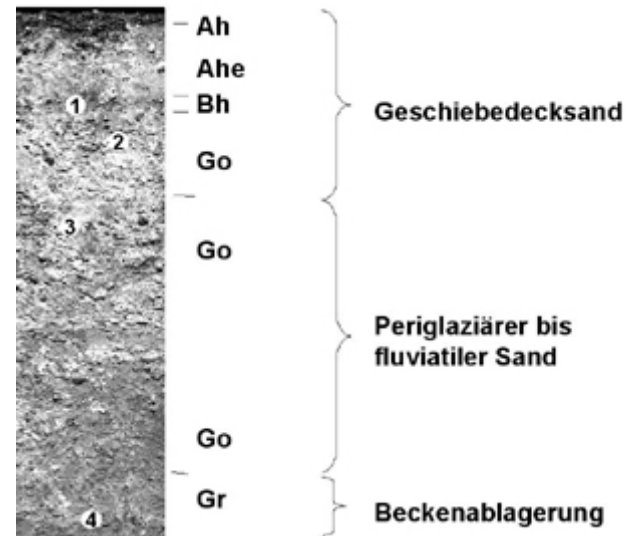 Ah
Ahe
1
Bh
Geschiebedecksand
2
Go
3
Go
Periglaziärer bis
fluviatiler Sand
Go
Gr
4
Beckenablagerung